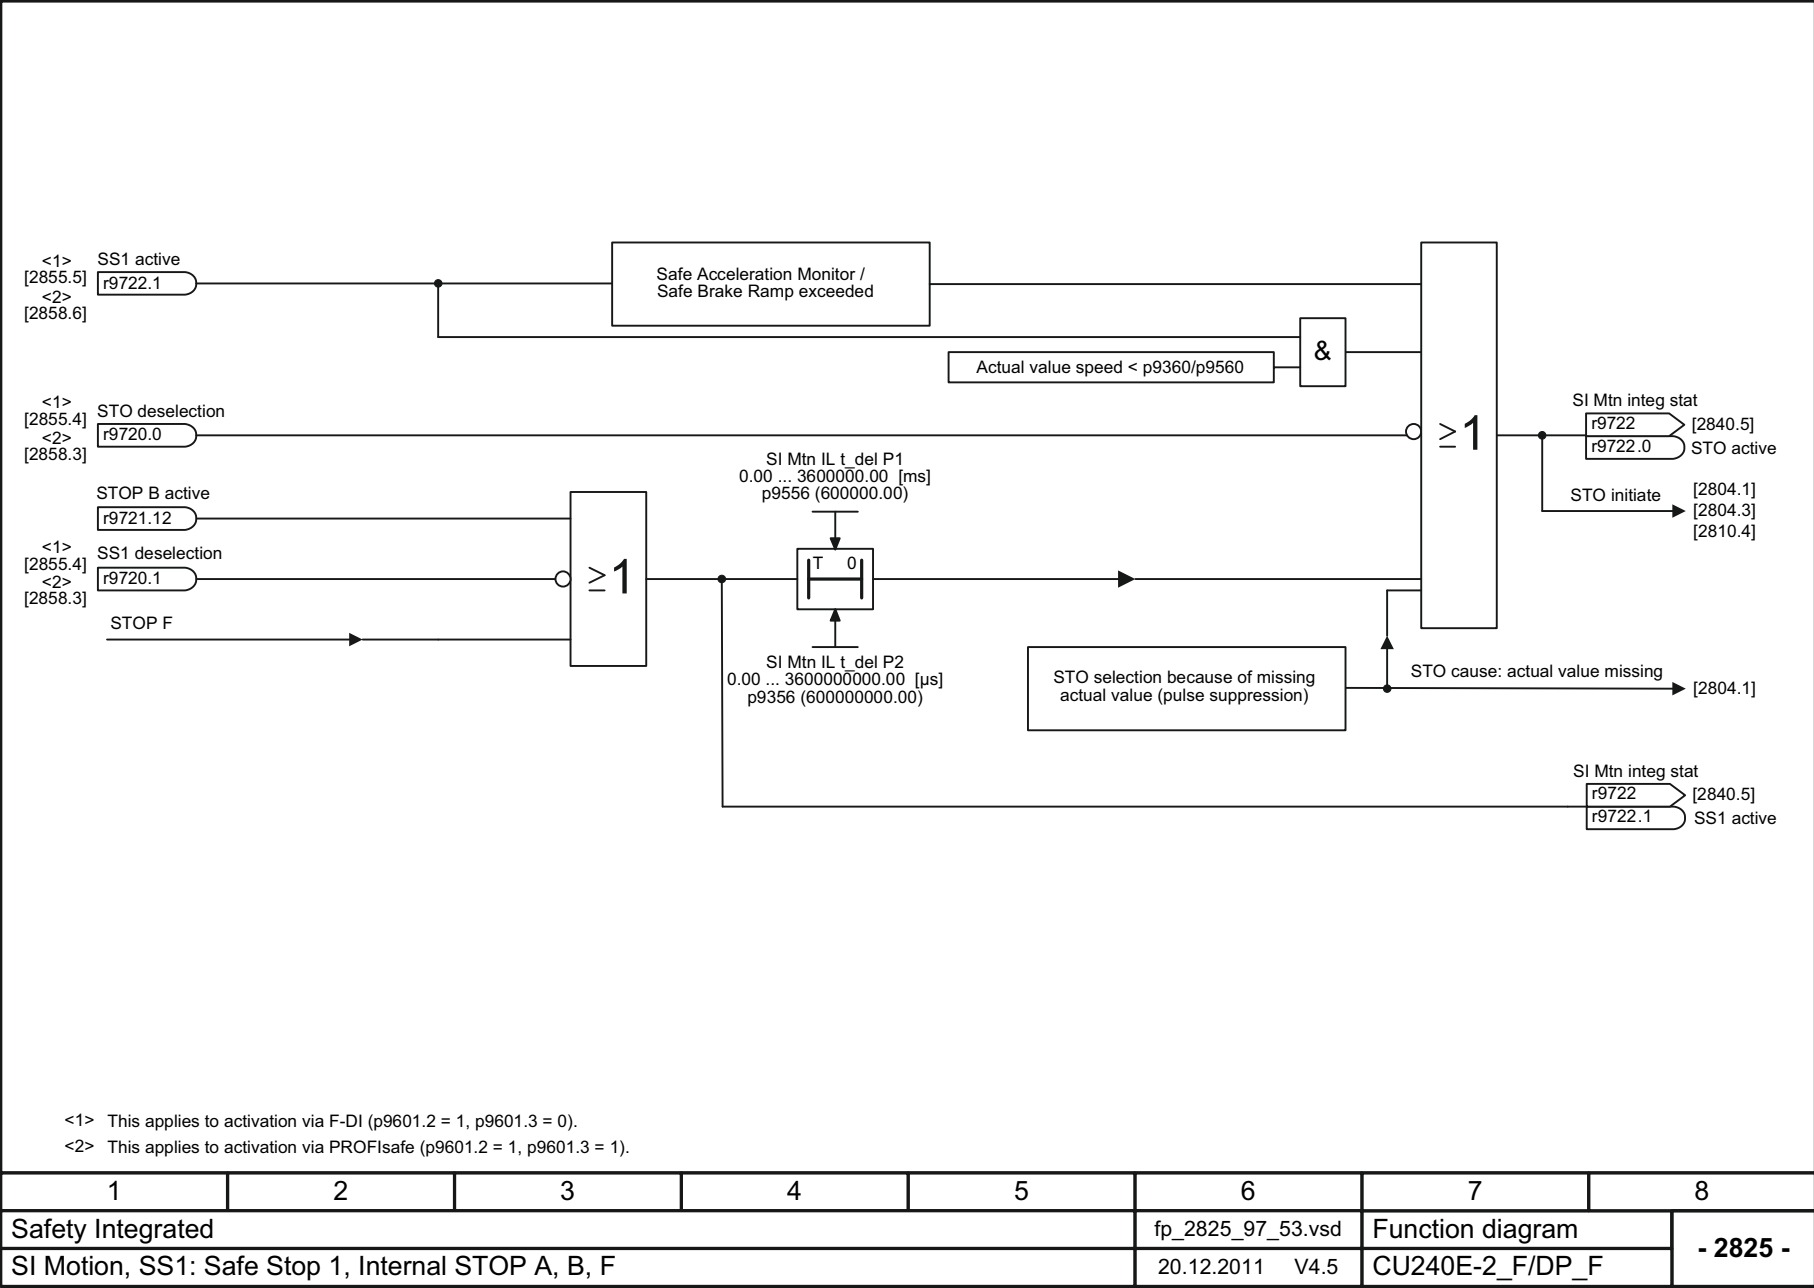 <1>
[2855.5]
<2>
[2858.6]
SS1 active
r9722.1
Safe Acceleration Monitor /
Safe Brake Ramp exceeded
&
Actual value speed < p9360/p9560
<1>
[2855.4]
<2>
[2858.3]
STO deselection
r9720.0
≥1
SI Mtn integ stat
r9722
[2840.5]
r9722.0
STO active
STO initiate
[2804.1]
[2804.3]
[2810.4]
SI Mtn IL t_del P1
0.00 ... 3600000.00 [ms]
p9556 (600000.00)
STOP B active
r9721.12
<1>
[2855.4]
<2>
[2858.3]
SS1 deselection
r9720.1
STOP F
≥1
T 0
SI Mtn IL t_del P2
0.00 ... 3600000000.00 [µs]
p9356 (600000000.00)
STO selection because of missing
actual value (pulse suppression)
STO cause: actual value missing
[2804.1]
SI Mtn integ stat
r9722
[2840.5]
r9722.1
SS1 active
<1> This applies to activation via F-DI (p9601.2 = 1, p9601.3 = 0).
<2> This applies to activation via PROFIsafe (p9601.2 = 1, p9601.3 = 1).
1 2 3 4 5 6 7 8
Safety Integrated
fp_2825_97_53.vsd
Function diagram
- 2825 -
SI Motion, SS1: Safe Stop 1, Internal STOP A, B, F
20.12.2011 V4.5
CU240E-2_F/DP_F